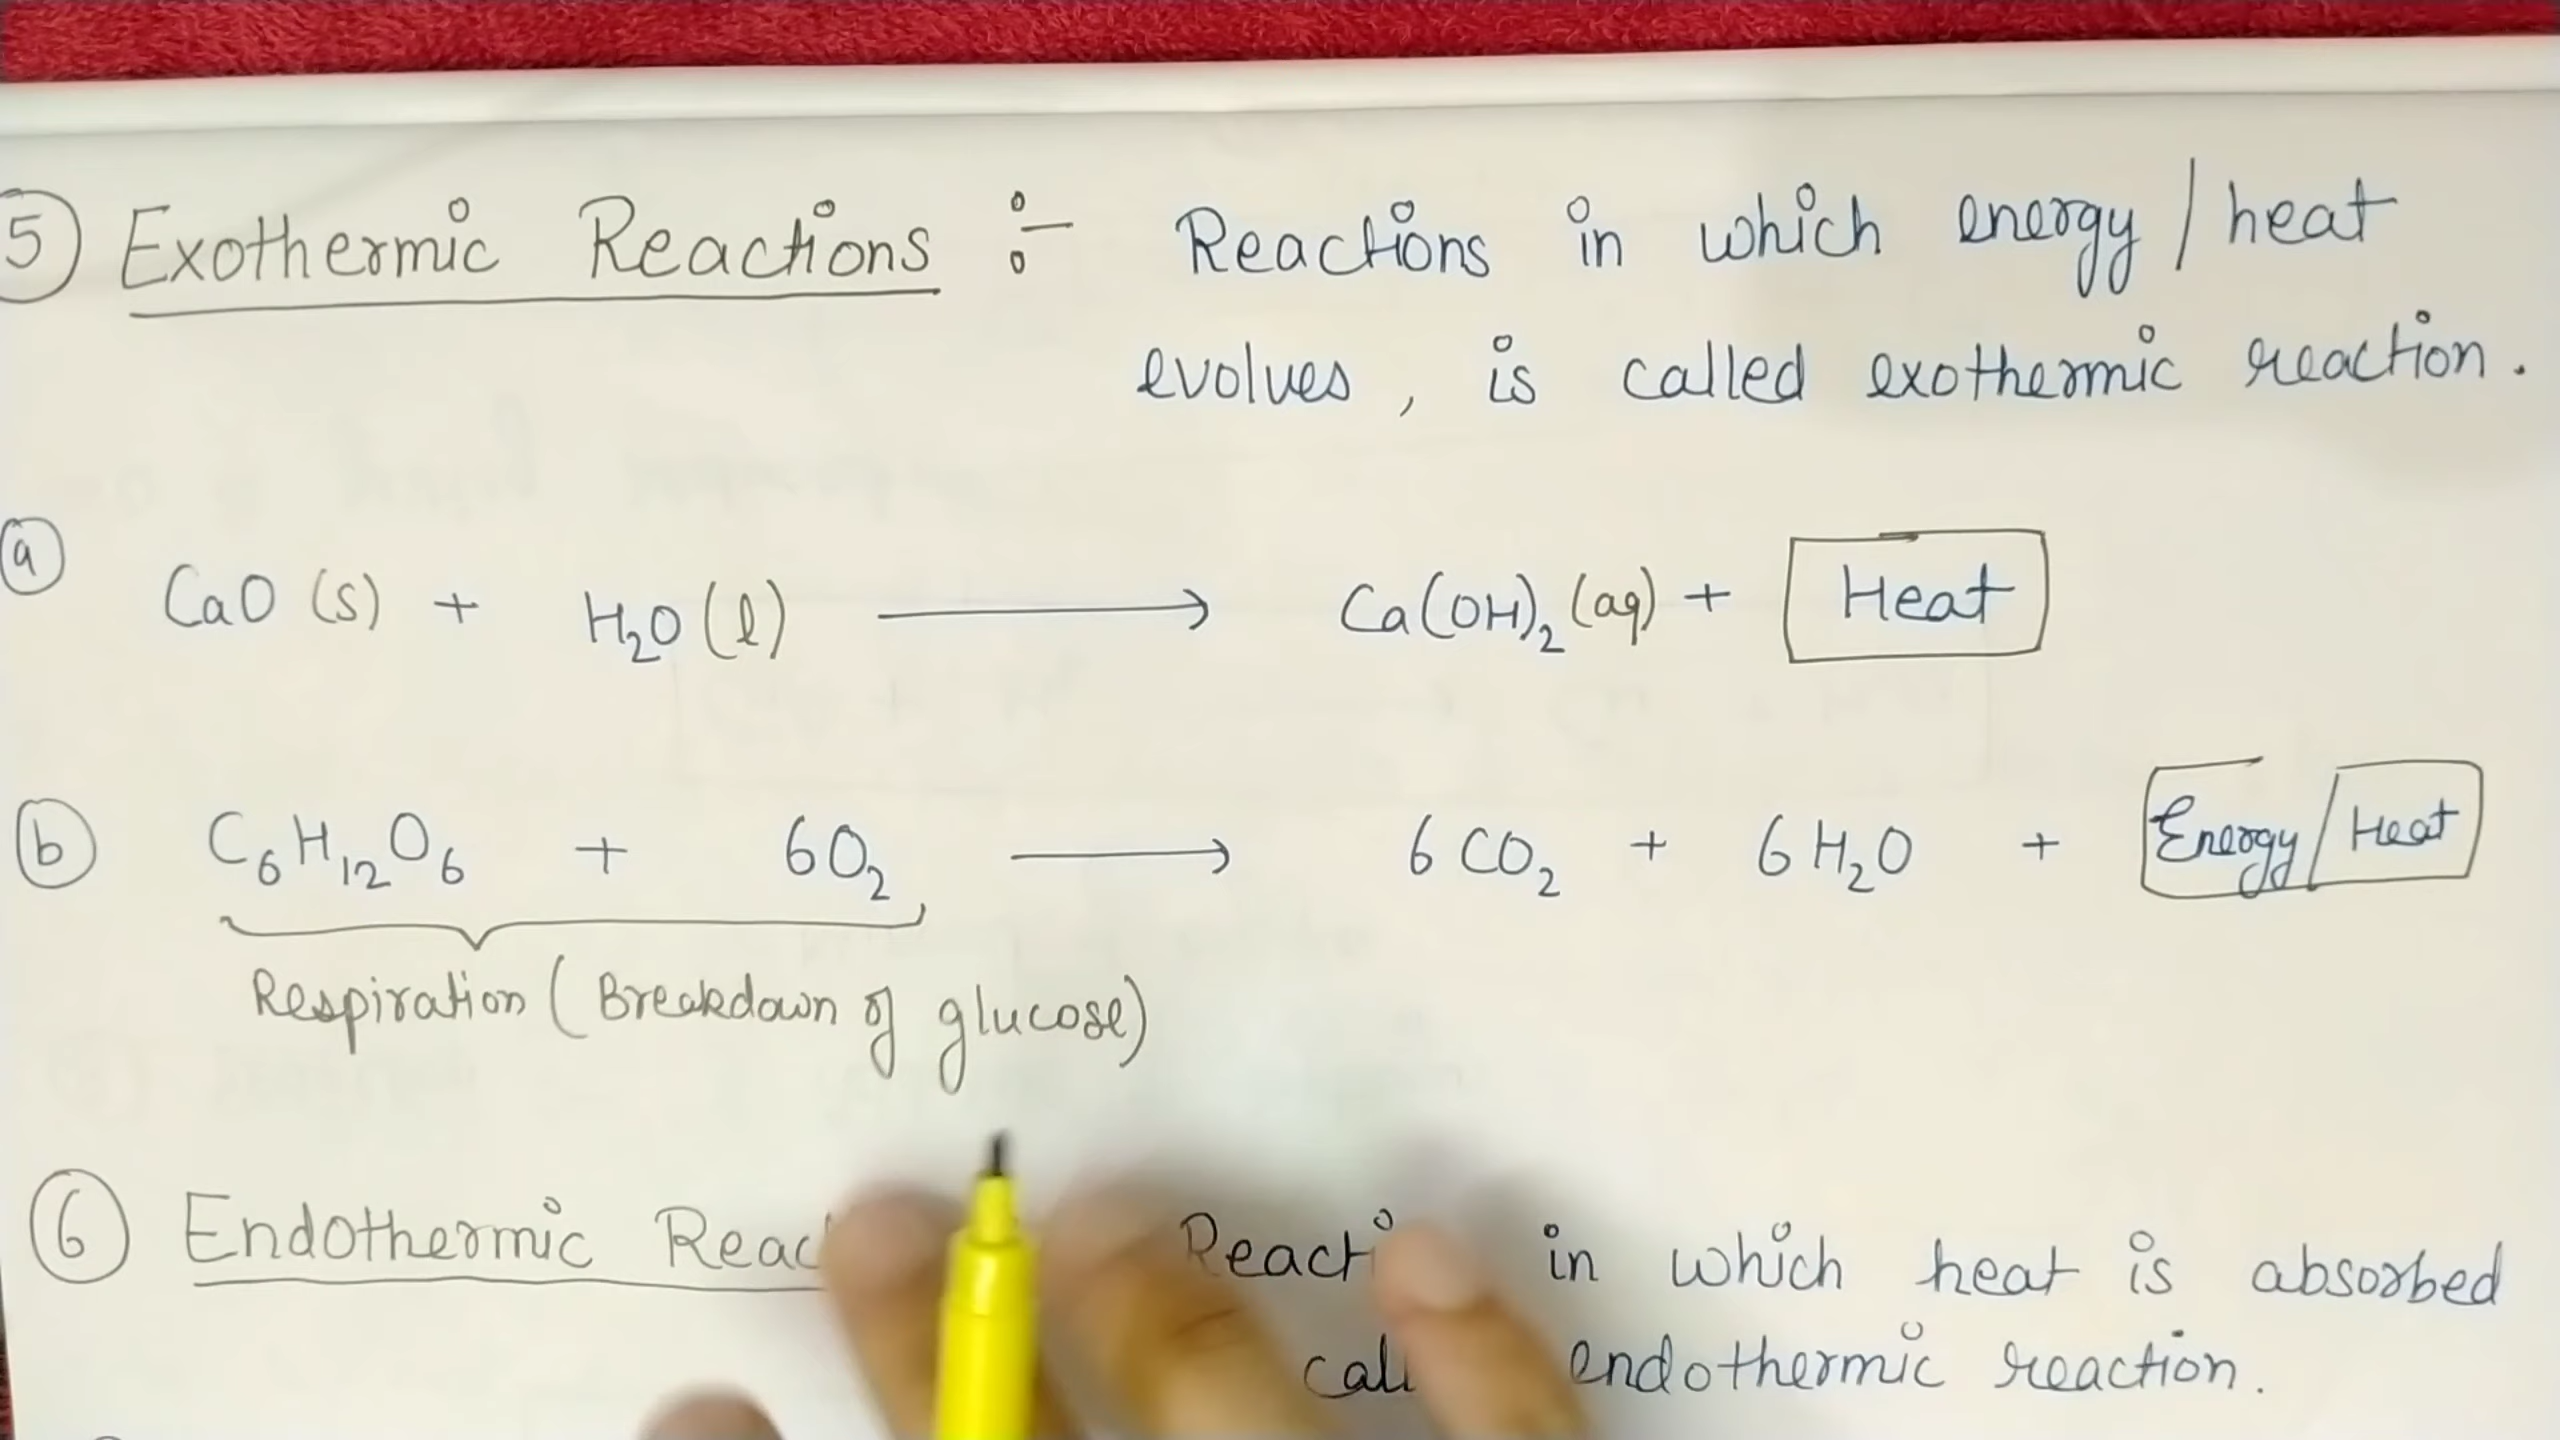 5 Exothermic Reactions :- Reactions in which energy / heat
evolves, is called exothermic reaction.
a CaO (s) + H₂O (l) ⟶ Ca(OH)₂ (aq) + Heat
b C₆H₁₂O₆ + 6O₂ ⟶ 6CO₂ + 6H₂O + Energy / Heat
Respiration (Breakdown of glucose)
6 Endothermic in which heat is absorbed
endothermic reaction.